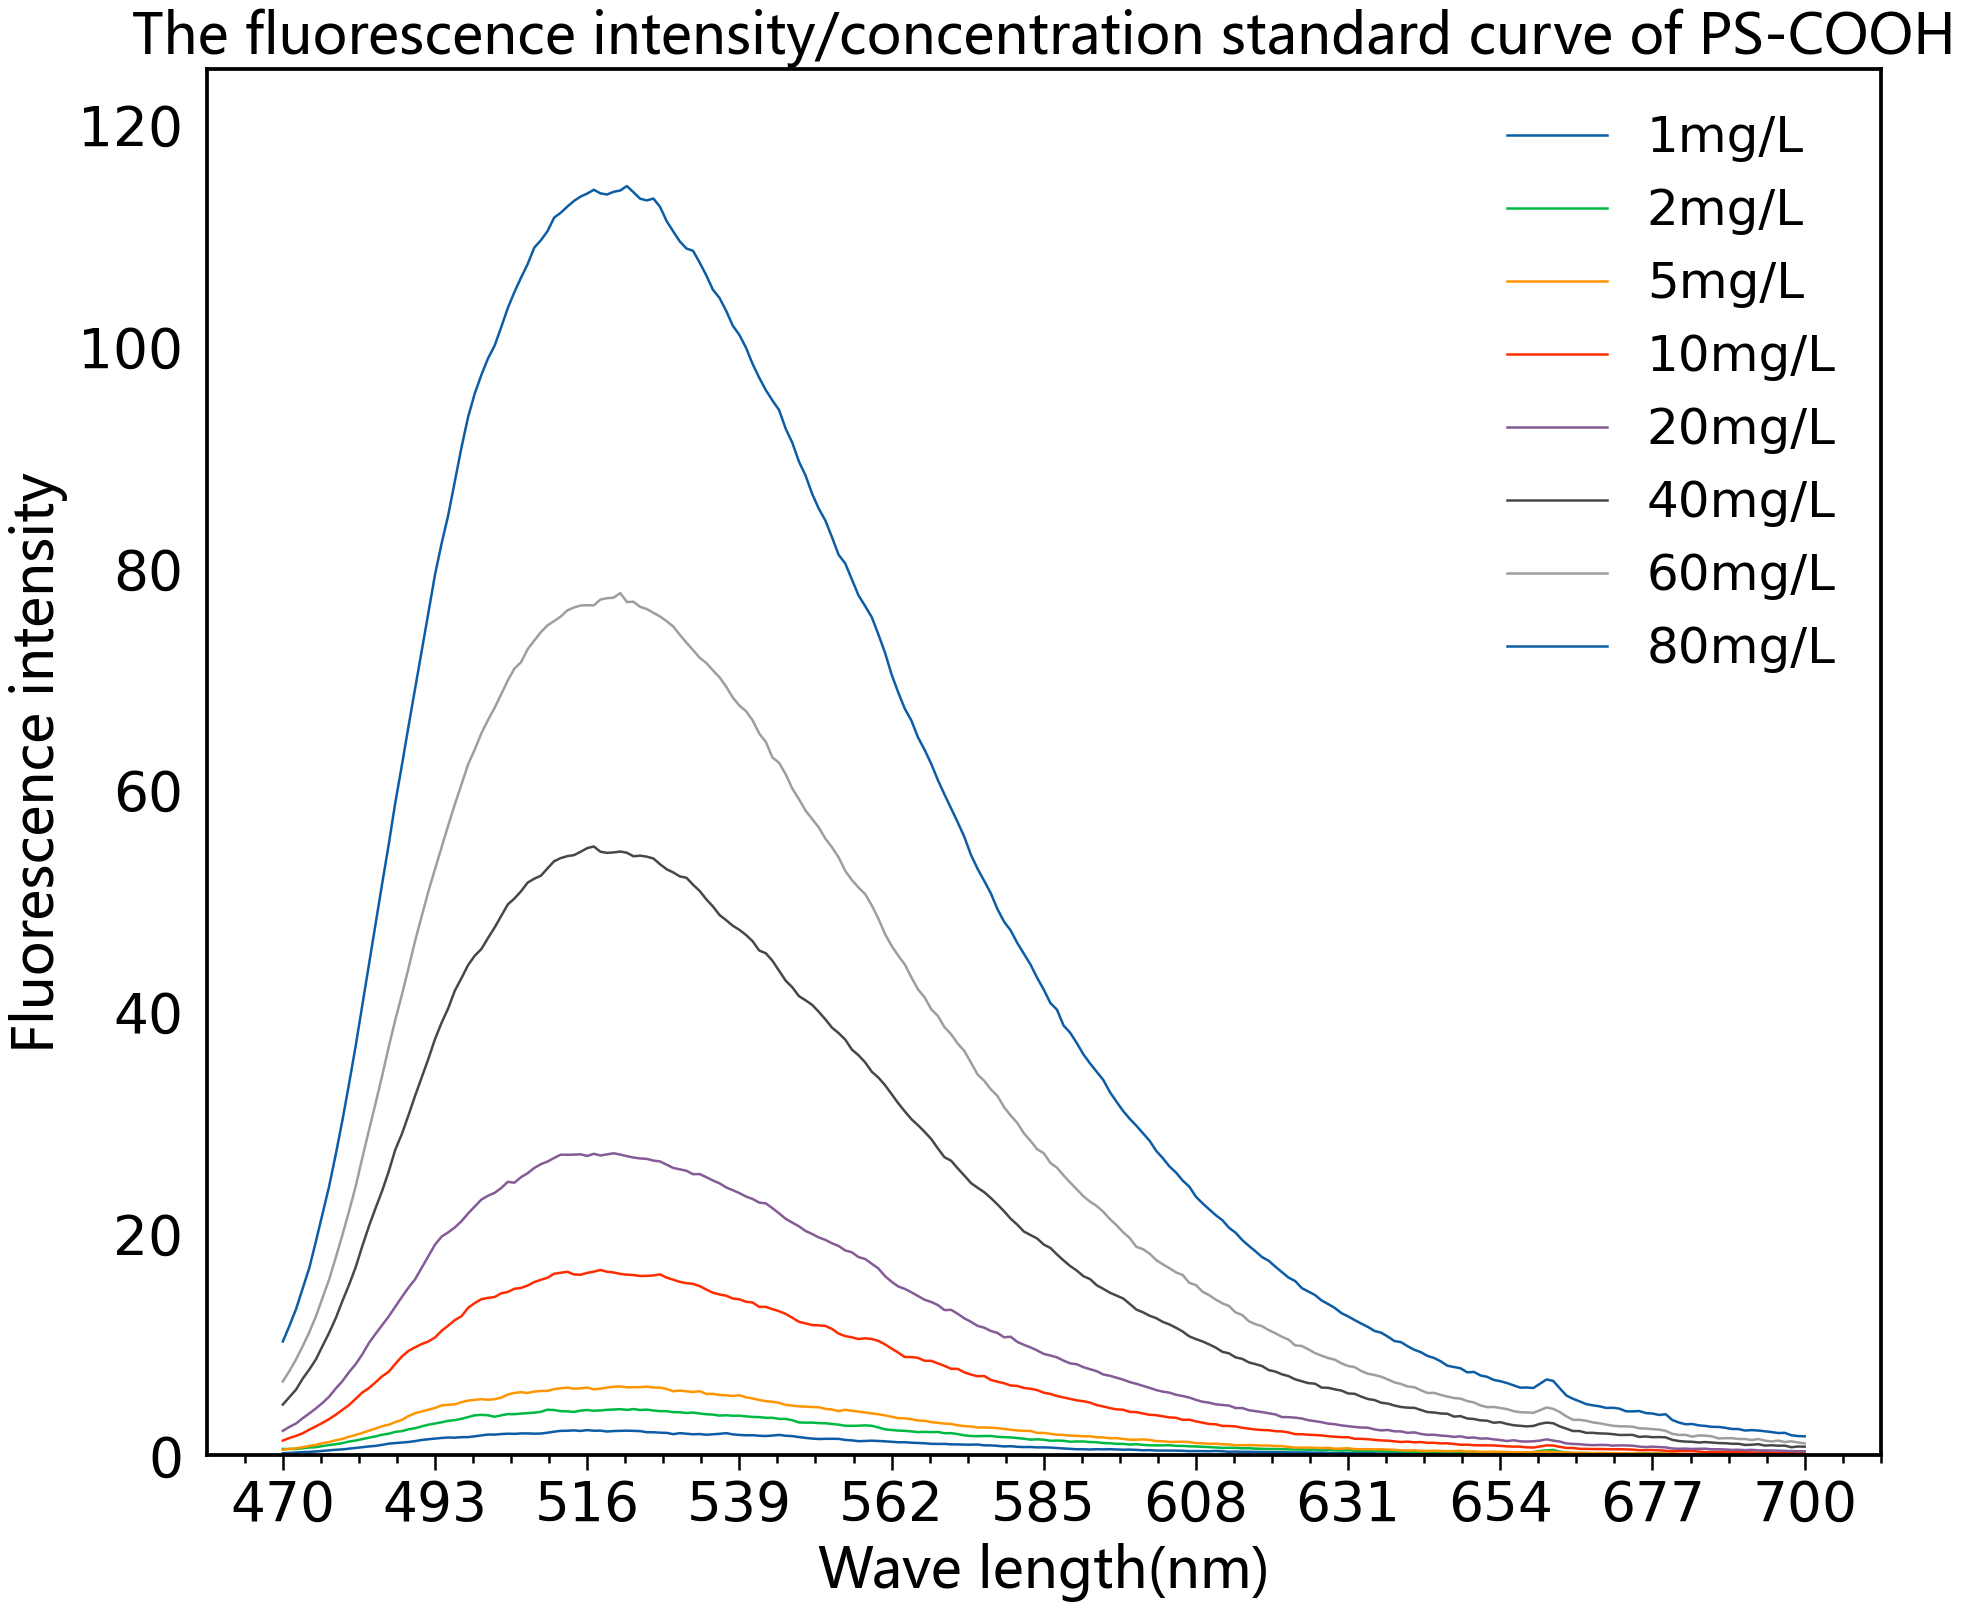 The fluorescence intensity/concentration standard curve of PS-COOH
120
100
80
60
40
20
0
Fluorescence intensity
1mg/L
2mg/L
5mg/L
10mg/L
20mg/L
40mg/L
60mg/L
80mg/L
470 493 516 539 562 585 608 631 654 677 700
Wave length(nm)